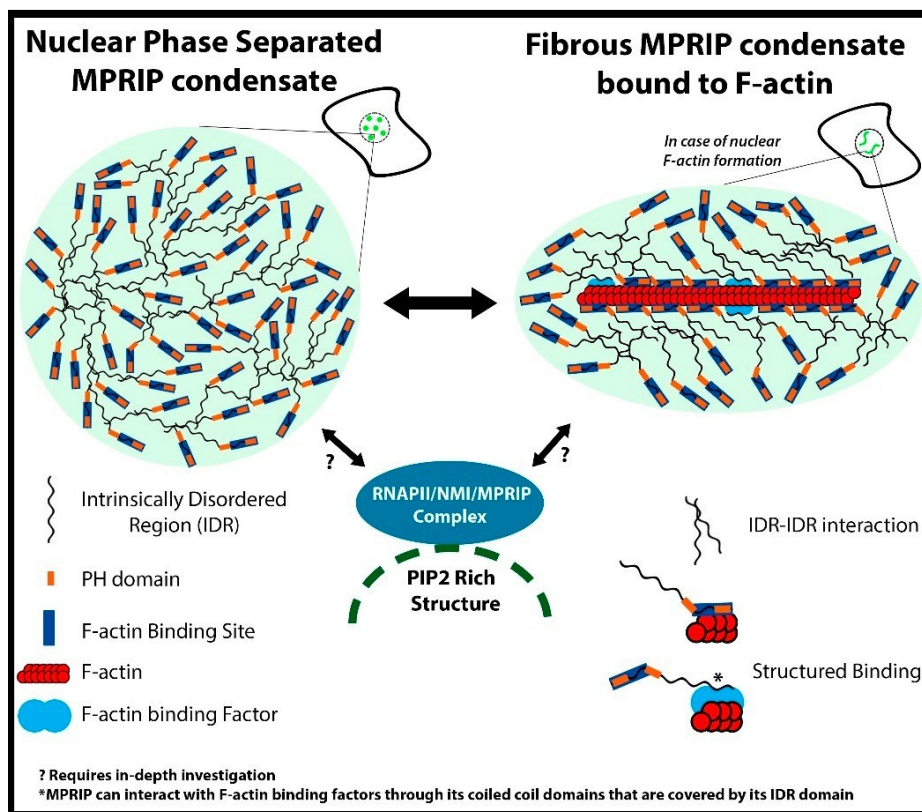 Nuclear Phase Separated
MPRIP condensate
Fibrous MPRIP condensate
bound to F-actin
In case of nuclear
F-actin formation
?
?
RNAPII/NMI/MPRIP
Complex
PIP2 Rich
Structure
Intrinsically Disordered
Region (IDR)
PH domain
F-actin Binding Site
F-actin
F-actin binding Factor
IDR-IDR interaction
*
Structured Binding
? Requires in-depth investigation
*MPRIP can interact with F-actin binding factors through its coiled coil domains that are covered by its IDR domain